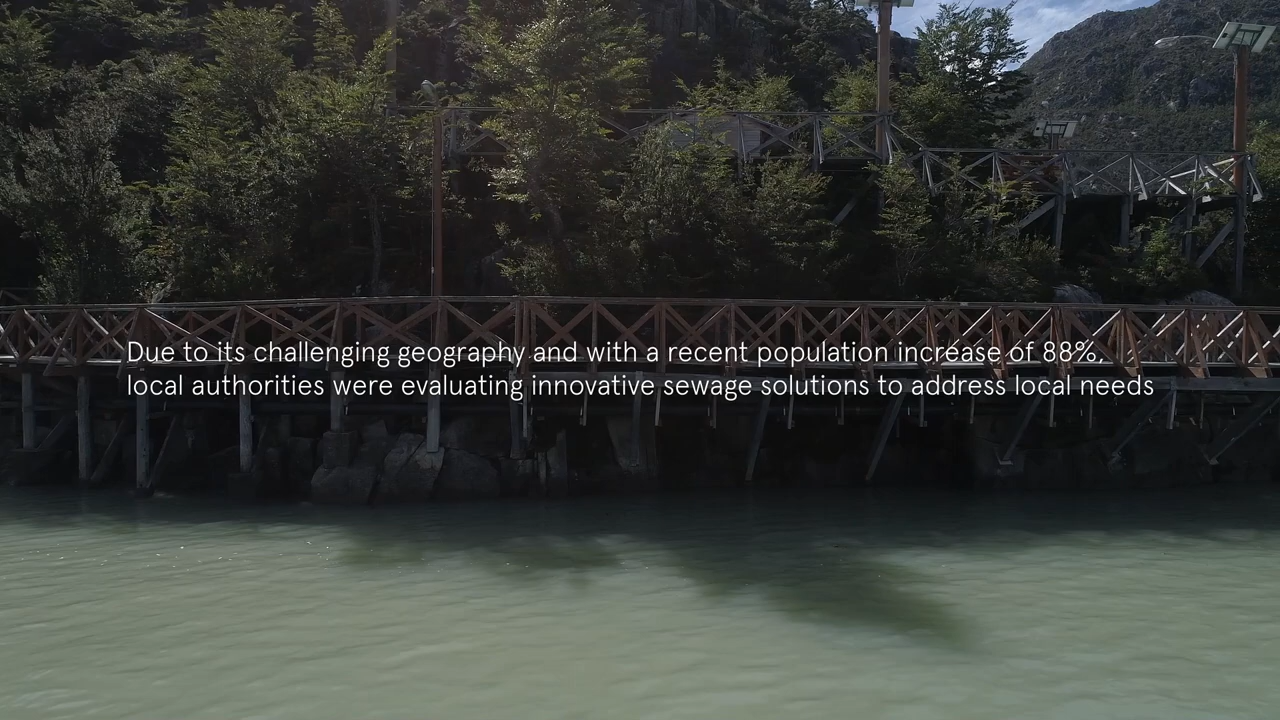 Due to its challenging geography and with a recent population increase of 88%,
local authorities were evaluating innovative sewage solutions to address local needs